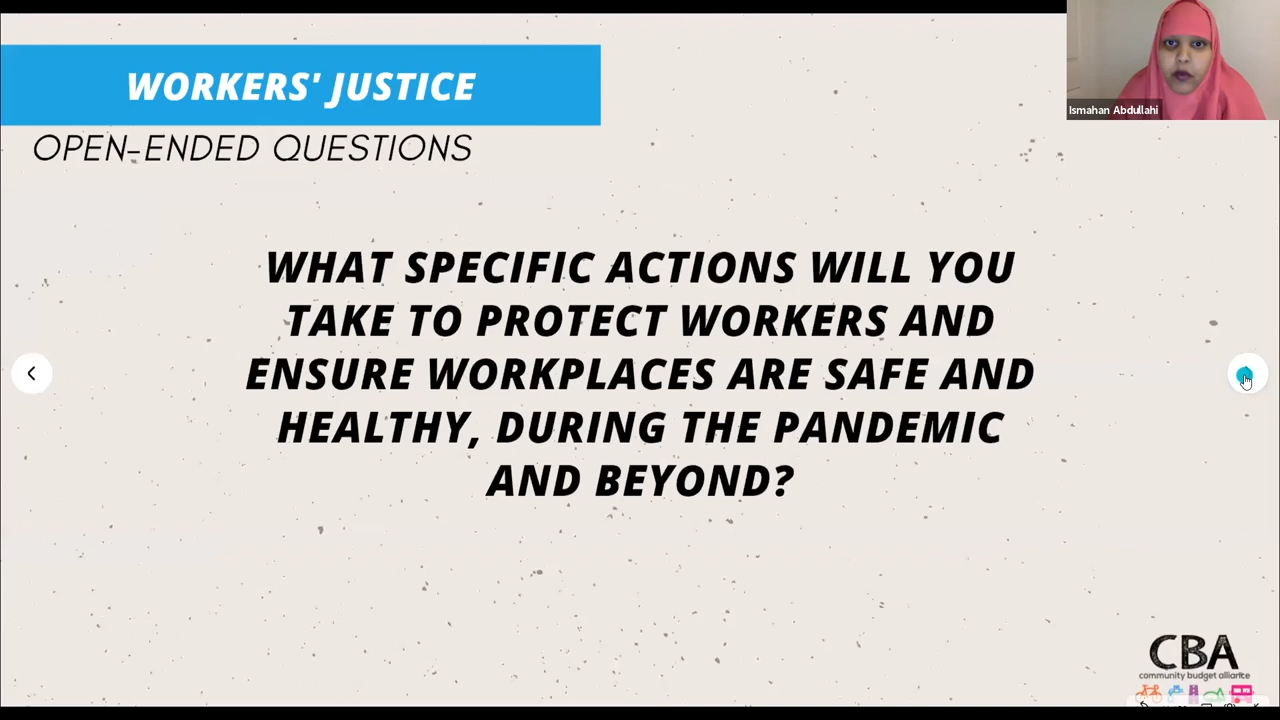 WORKERS' JUSTICE
OPEN-ENDED QUESTIONS
Ismahan Abdullahi
WHAT SPECIFIC ACTIONS WILL YOU
TAKE TO PROTECT WORKERS AND
ENSURE WORKPLACES ARE SAFE AND
HEALTHY, DURING THE PANDEMIC
AND BEYOND?
CBA
community budget alliance